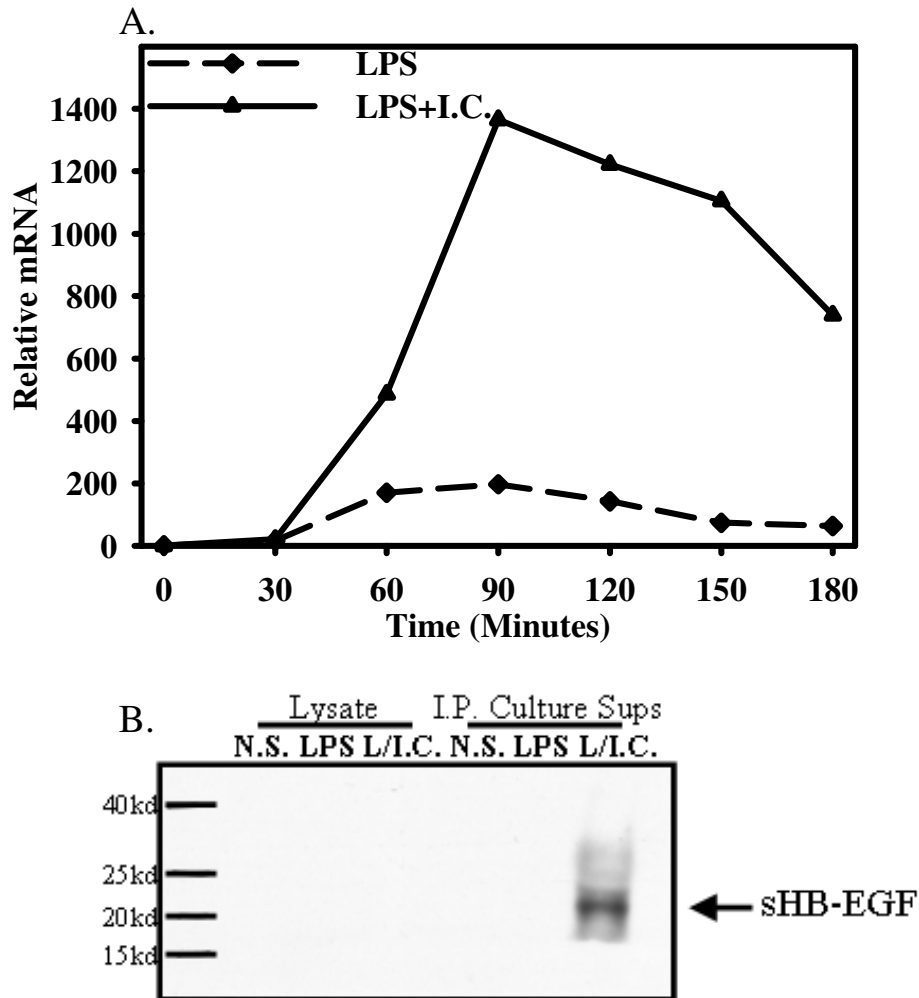 A.
LPS
LPS+I.C.
1400
1200
1000
800
600
400
200
0
Relative mRNA
0 30 60 90 120 150 180
Time (Minutes)
B.
Lysate I.P. Culture Sups
N.S. LPS L/I.C. N.S. LPS L/I.C.
40kd
25kd
20kd
15kd
sHB-EGF